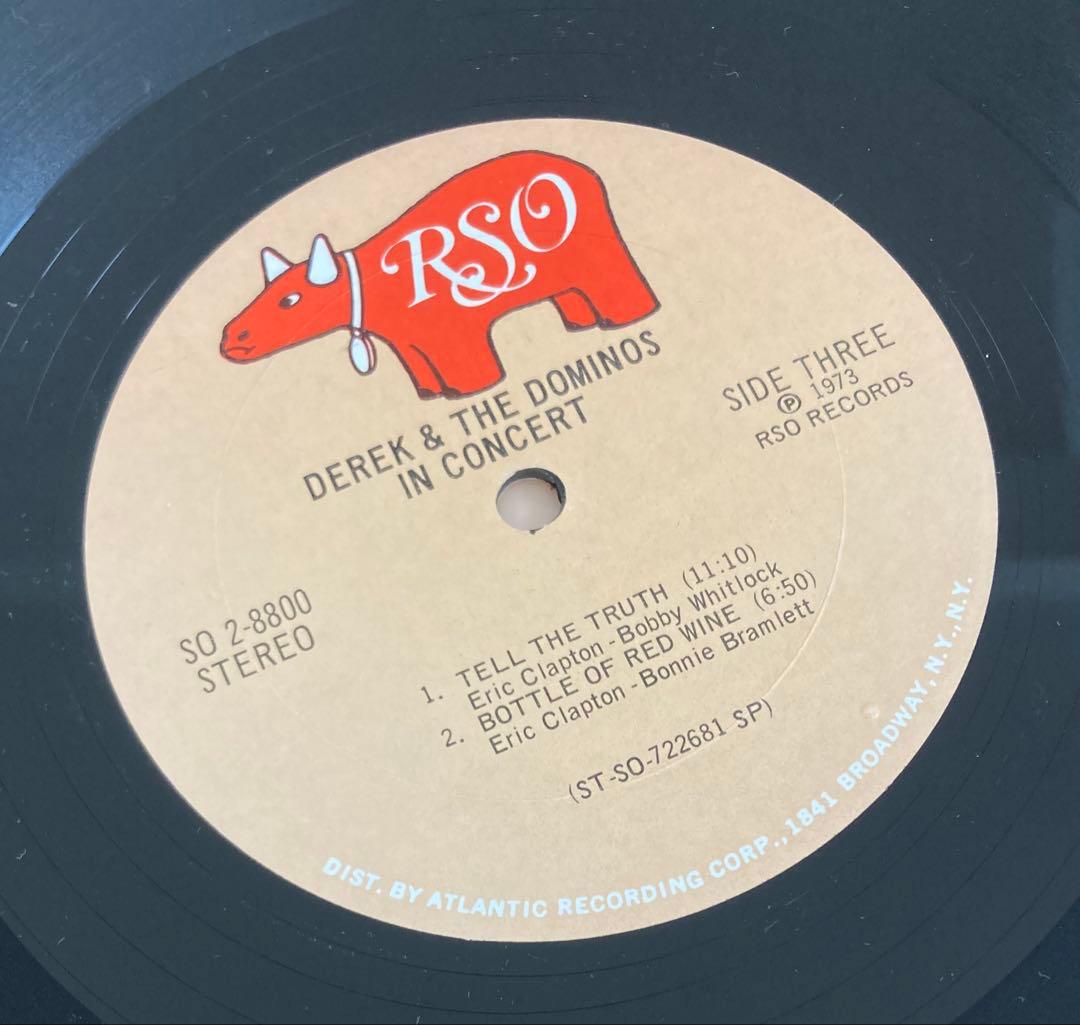 RSO
DEREK & THE DOMINOS
IN CONCERT
SIDE THREE
Ⓟ 1973
RSO RECORDS
SO 2-8800
STEREO
1. TELL THE TRUTH (11:10)
Eric Clapton - Bobby Whitlock
2. BOTTLE OF RED WINE (6:50)
Eric Clapton - Bonnie Bramlett
(ST-SO-722681 SP)
DIST. BY ATLANTIC RECORDING CORP., 1841 BROADWAY, N.Y., N.Y.